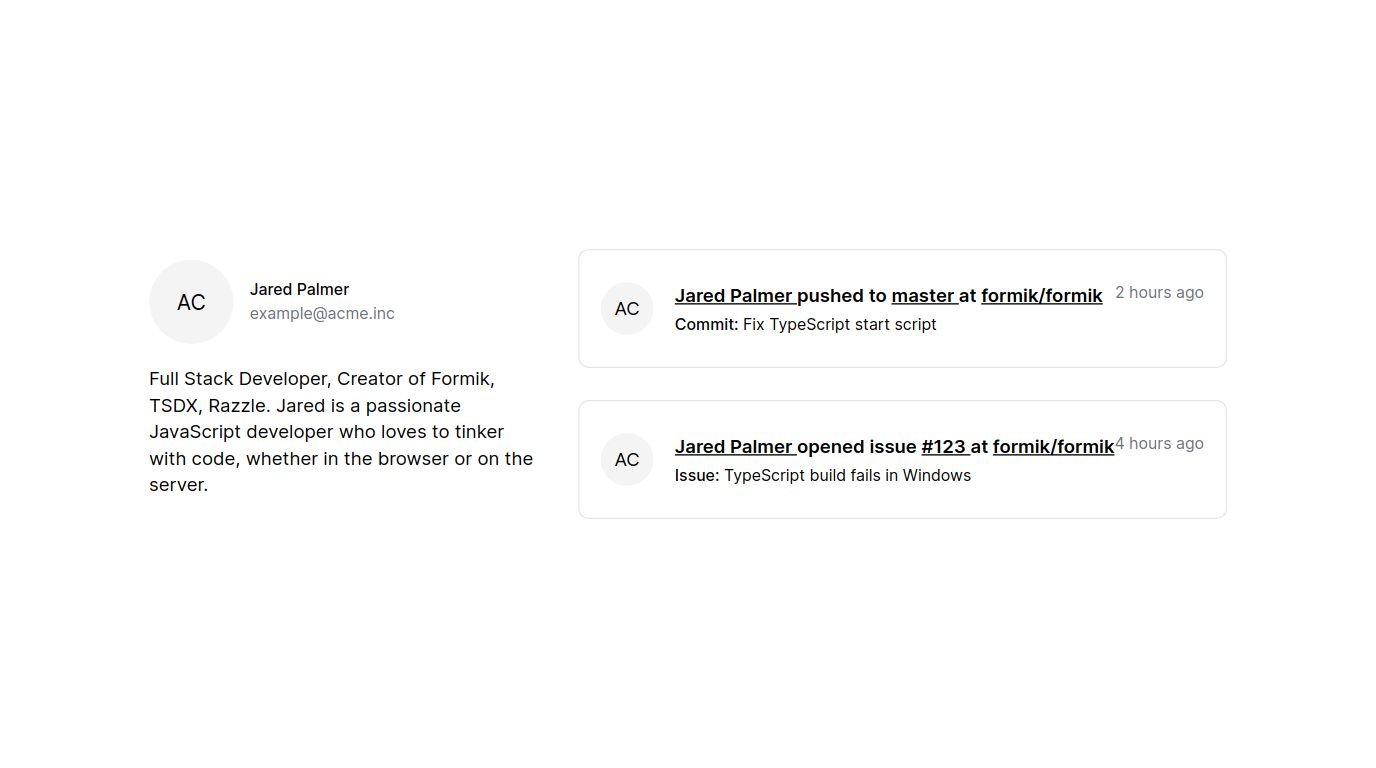 AC
Jared Palmer
example@acme.inc
Full Stack Developer, Creator of Formik,
TSDX, Razzle. Jared is a passionate
JavaScript developer who loves to tinker
with code, whether in the browser or on the
server.
AC
Jared Palmer pushed to master at formik/formik 2 hours ago
Commit: Fix TypeScript start script
AC
Jared Palmer opened issue #123 at formik/formik 4 hours ago
Issue: TypeScript build fails in Windows